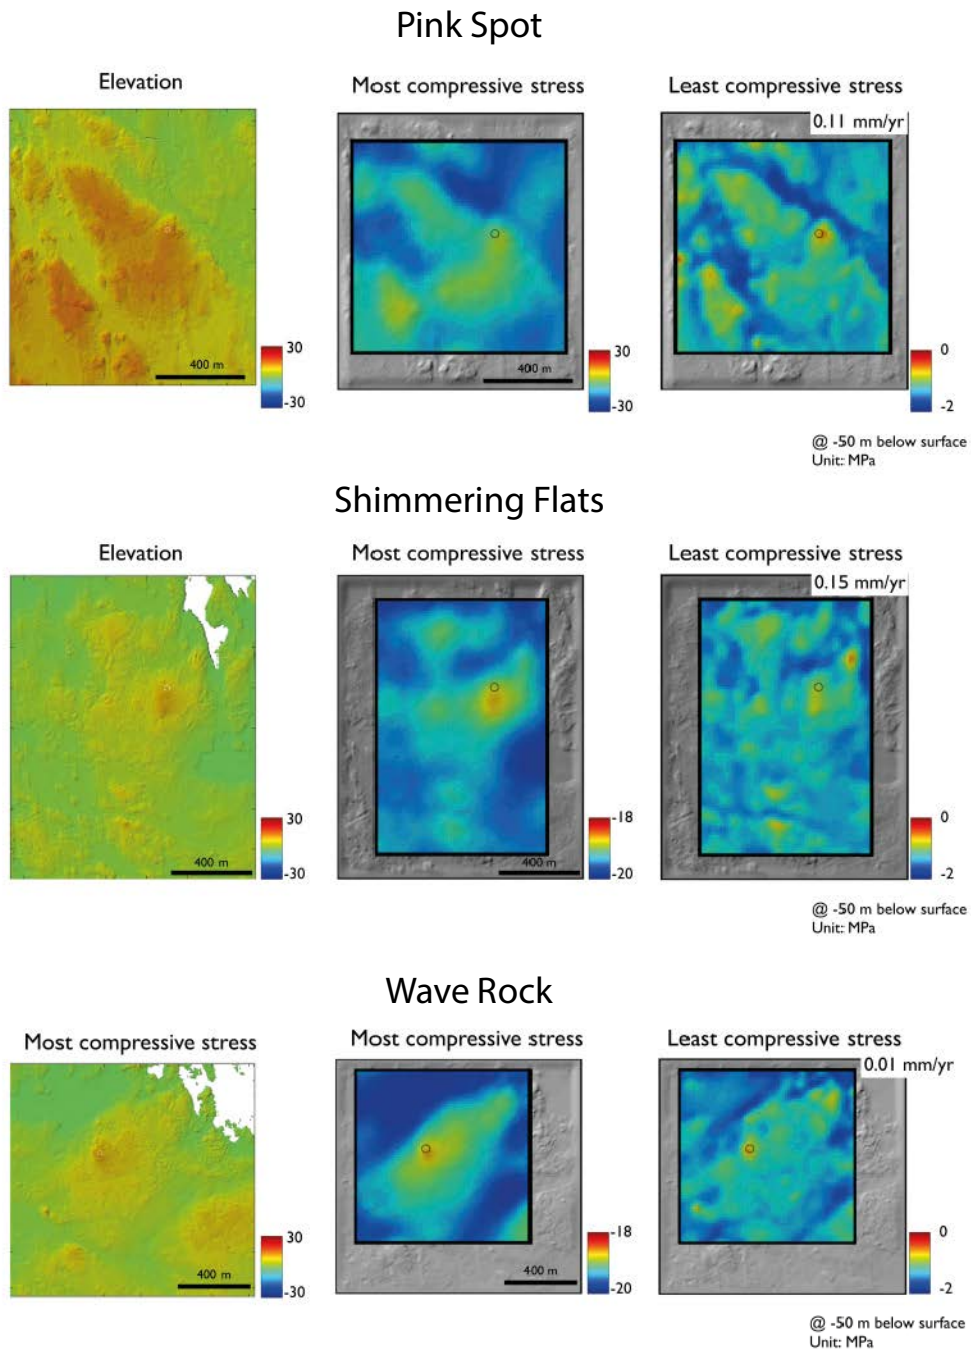 Pink Spot
Elevation
Most compressive stress
Least compressive stress
0.11 mm/yr
400 m
30
-30
400 m
30
-30
0
-2
@ -50 m below surface
Unit: MPa
Shimmering Flats
Elevation
Most compressive stress
Least compressive stress
0.15 mm/yr
400 m
30
-30
400 m
-18
-20
0
-2
@ -50 m below surface
Unit: MPa
Wave Rock
Most compressive stress
Most compressive stress
Least compressive stress
0.01 mm/yr
400 m
30
-30
400 m
-18
-20
0
-2
@ -50 m below surface
Unit: MPa